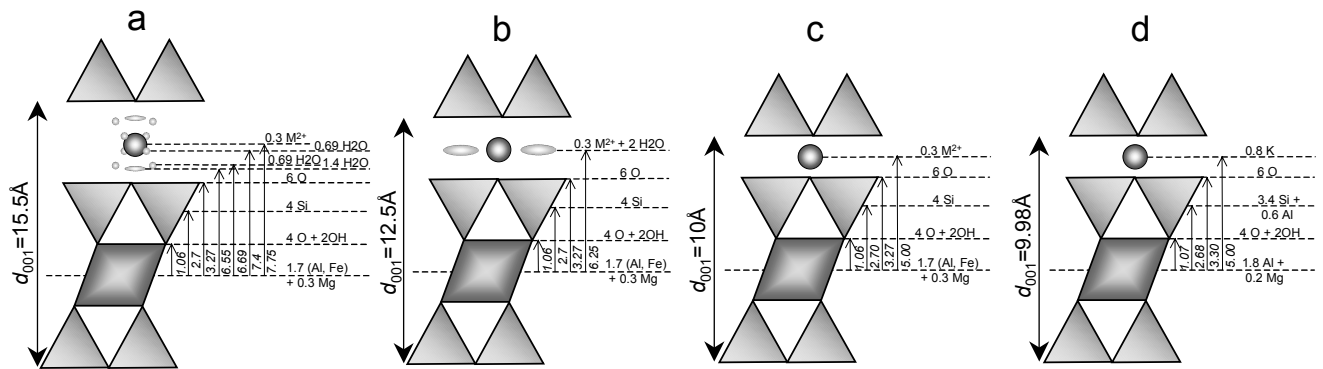 a
b
c
d
d001=15.5Å
0.3 M²⁺
0.69 H2O
0.69 H2O
1.4 H2O
6 O
4 Si
4 O + 2OH
1.7 (Al, Fe)
+ 0.3 Mg
1.06
2.7
3.27
6.55
6.69
7.4
7.75
d001=12.5Å
0.3 M²⁺ + 2 H2O
6 O
4 Si
4 O + 2OH
1.7 (Al, Fe)
+ 0.3 Mg
1.06
2.7
3.27
6.25
d001=10Å
0.3 M²⁺
6 O
4 Si
4 O + 2OH
1.7 (Al, Fe)
+ 0.3 Mg
1.06
2.70
3.27
5.00
d001=9.98Å
0.8 K
6 O
3.4 Si +
0.6 Al
4 O + 2OH
1.8 Al +
0.2 Mg
1.07
2.68
3.30
5.00